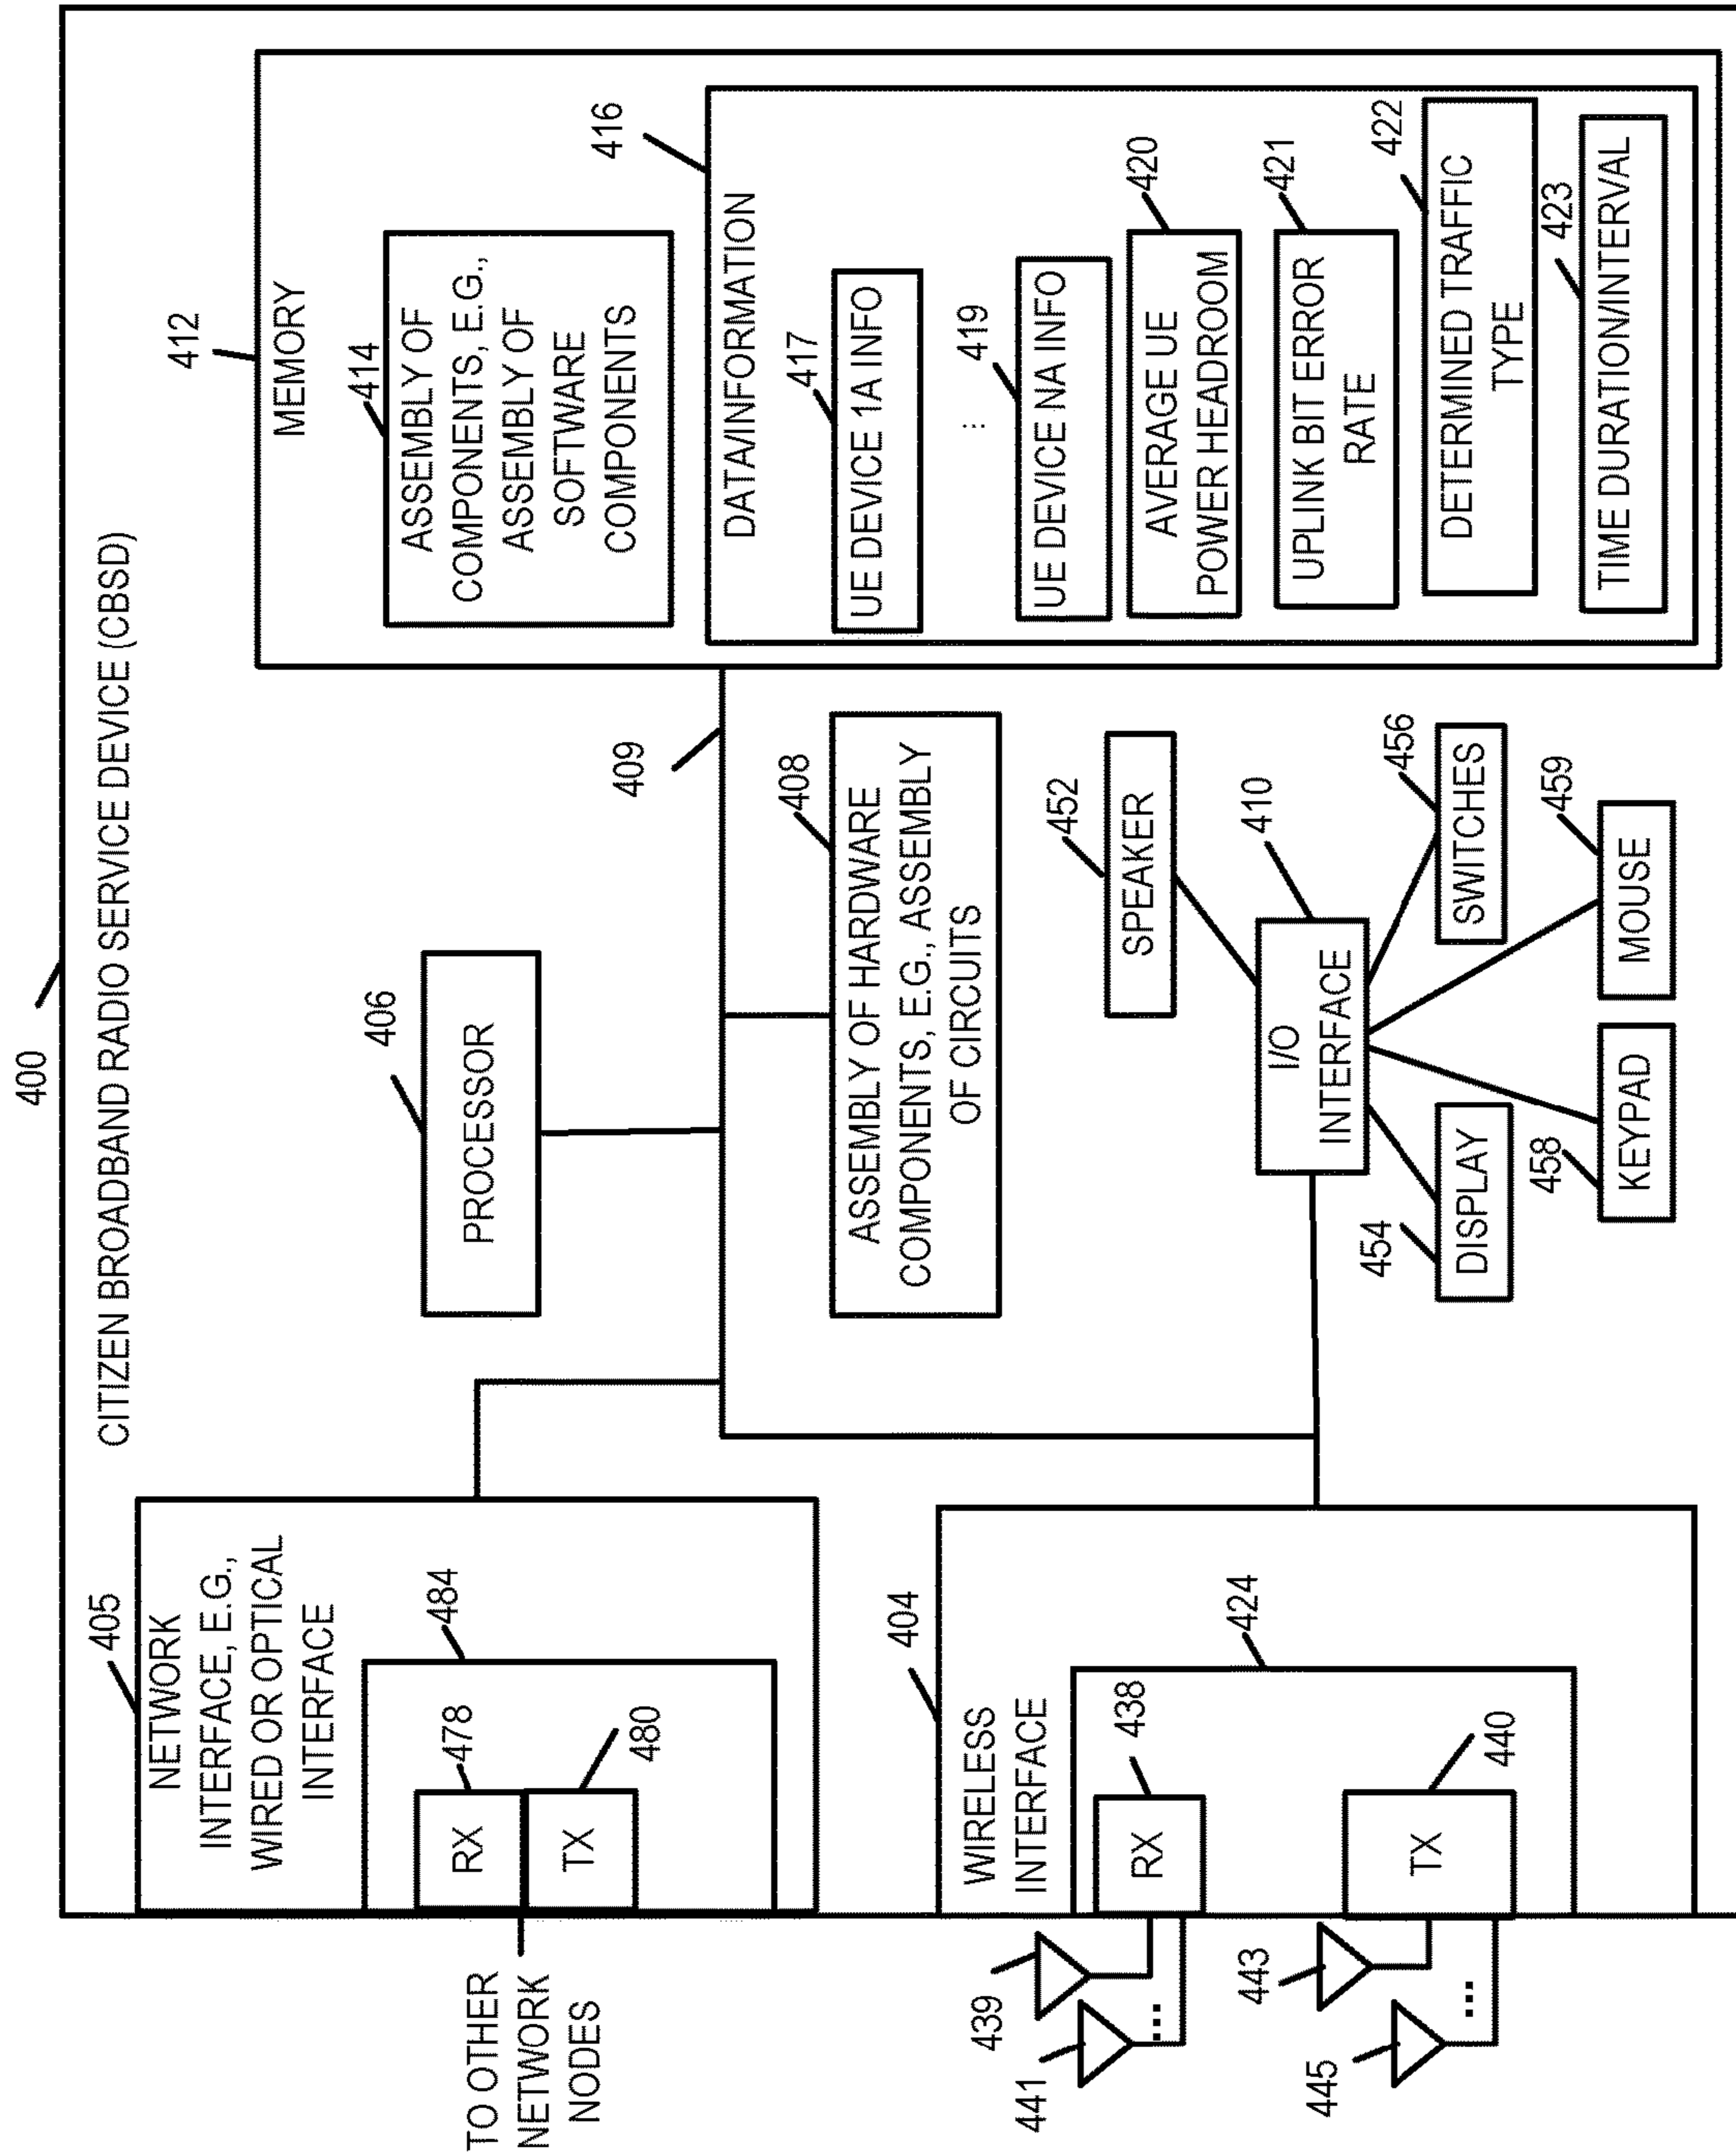 400
CITIZEN BROADBAND RADIO SERVICE DEVICE (CBSD)
405
NETWORK
INTERFACE, E.G.,
WIRED OR OPTICAL
INTERFACE
484
478
RX
480
TX
TO OTHER
NETWORK
NODES
404
WIRELESS
INTERFACE
424
438
RX
440
TX
439
441
...
443
445
...
406
PROCESSOR
409
408
ASSEMBLY OF HARDWARE
COMPONENTS, E.G., ASSEMBLY
OF CIRCUITS
452
SPEAKER
410
I/O
INTERFACE
456
SWITCHES
459
MOUSE
454
DISPLAY
458
KEYPAD
412
MEMORY
414
ASSEMBLY OF
COMPONENTS, E.G.,
ASSEMBLY OF
SOFTWARE
COMPONENTS
416
DATA/INFORMATION
417
UE DEVICE 1A INFO
...
419
UE DEVICE NA INFO
420
AVERAGE UE
POWER HEADROOM
421
UPLINK BIT ERROR
RATE
422
DETERMINED TRAFFIC
TYPE
423
TIME DURATION/INTERVAL